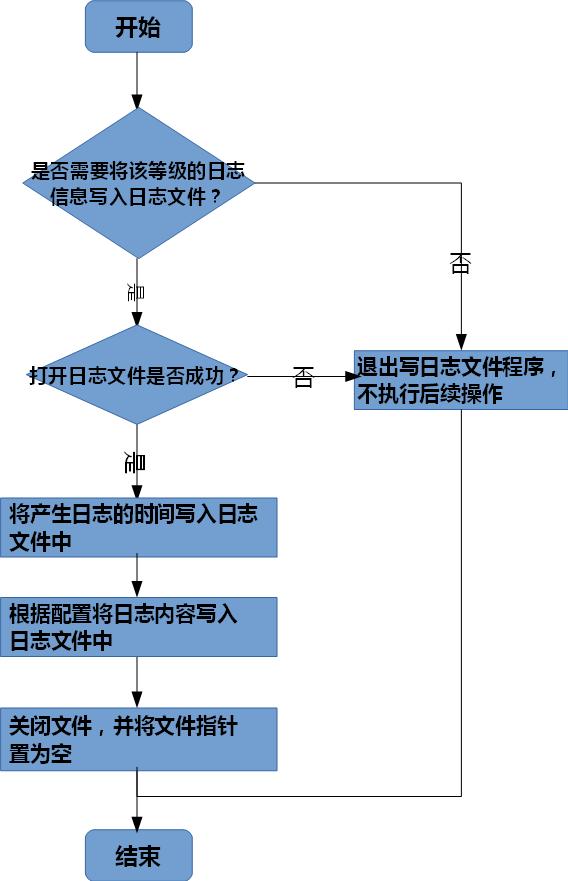 开始
是否需要将该等级的日志
信息写入日志文件？
否
是
打开日志文件是否成功？
否
退出写日志文件程序，
不执行后续操作
是
将产生日志的时间写入日志
文件中
根据配置将日志内容写入
日志文件中
关闭文件，并将文件指针
置为空
结束